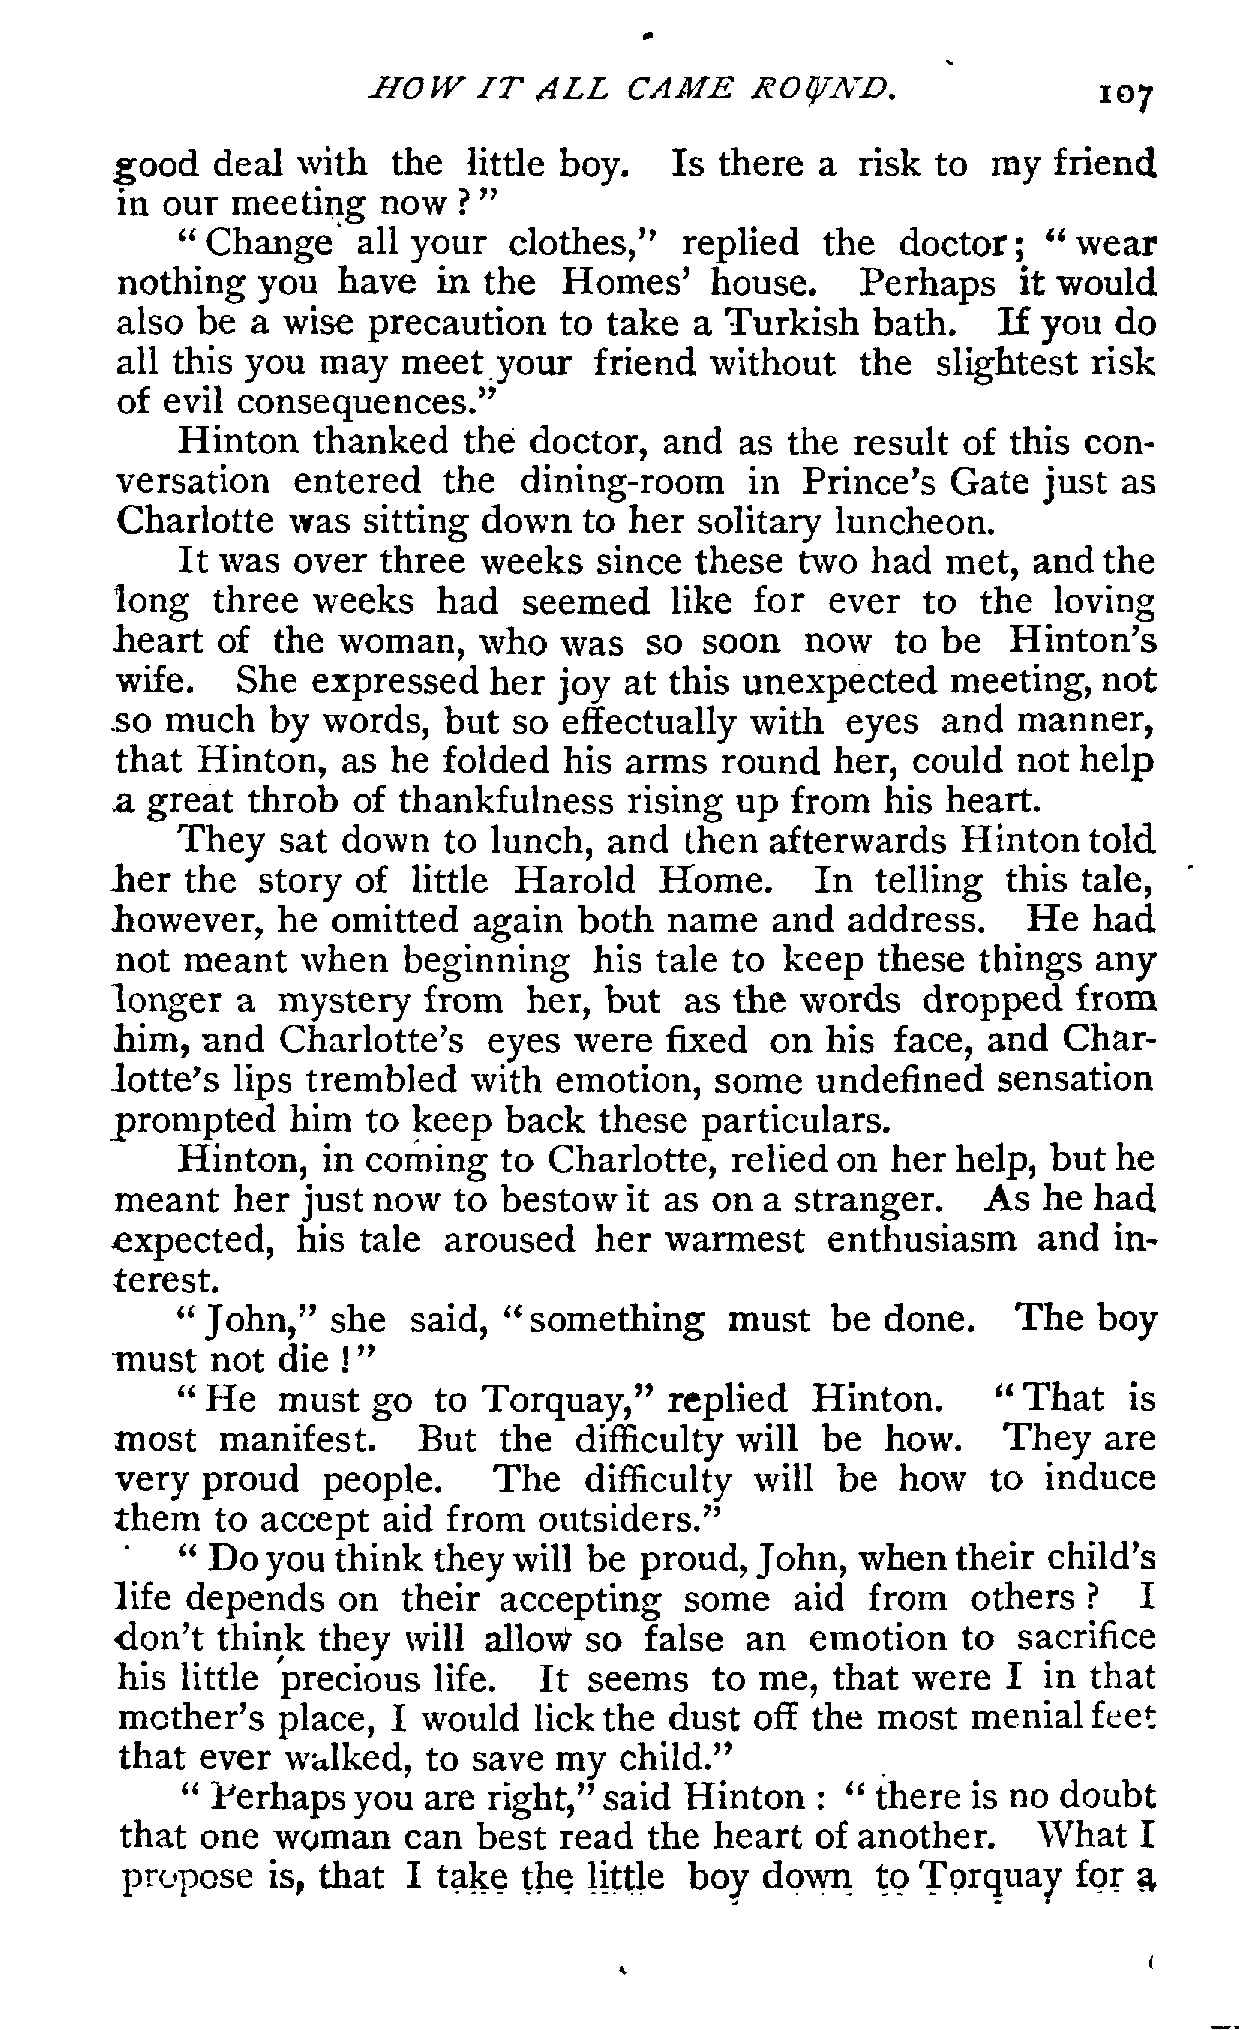 HOW IT ALL CAME ROUND. 107
good deal with the little boy. Is there a risk to my friend
in our meeting now?"
"Change all your clothes," replied the doctor; "wear
nothing you have in the Homes' house. Perhaps it would
also be a wise precaution to take a Turkish bath. If you do
all this you may meet your friend without the slightest risk
of evil consequences."
Hinton thanked the doctor, and as the result of this con-
versation entered the dining-room in Prince's Gate just as
Charlotte was sitting down to her solitary luncheon.
It was over three weeks since these two had met, and the
long three weeks had seemed like for ever to the loving
heart of the woman, who was so soon now to be Hinton's
wife. She expressed her joy at this unexpected meeting, not
so much by words, but so effectually with eyes and manner,
that Hinton, as he folded his arms round her, could not help
a great throb of thankfulness rising up from his heart.
They sat down to lunch, and then afterwards Hinton told
her the story of little Harold Home. In telling this tale,
however, he omitted again both name and address. He had
not meant when beginning his tale to keep these things any
longer a mystery from her, but as the words dropped from
him, and Charlotte's eyes were fixed on his face, and Char-
lotte's lips trembled with emotion, some undefined sensation
prompted him to keep back these particulars.
Hinton, in coming to Charlotte, relied on her help, but he
meant her just now to bestow it as on a stranger. As he had
expected, his tale aroused her warmest enthusiasm and in-
terest.
"John," she said, "something must be done. The boy
must not die!"
"He must go to Torquay," replied Hinton. "That is
most manifest. But the difficulty will be how. They are
very proud people. The difficulty will be how to induce
them to accept aid from outsiders."
"Do you think they will be proud, John, when their child's
life depends on their accepting some aid from others? I
don't think they will allow so false an emotion to sacrifice
his little precious life. It seems to me, that were I in that
mother's place, I would lick the dust off the most menial feet
that ever walked, to save my child."
"Perhaps you are right," said Hinton: "there is no doubt
that one woman can best read the heart of another. What I
propose is, that I take the little boy down to Torquay for a